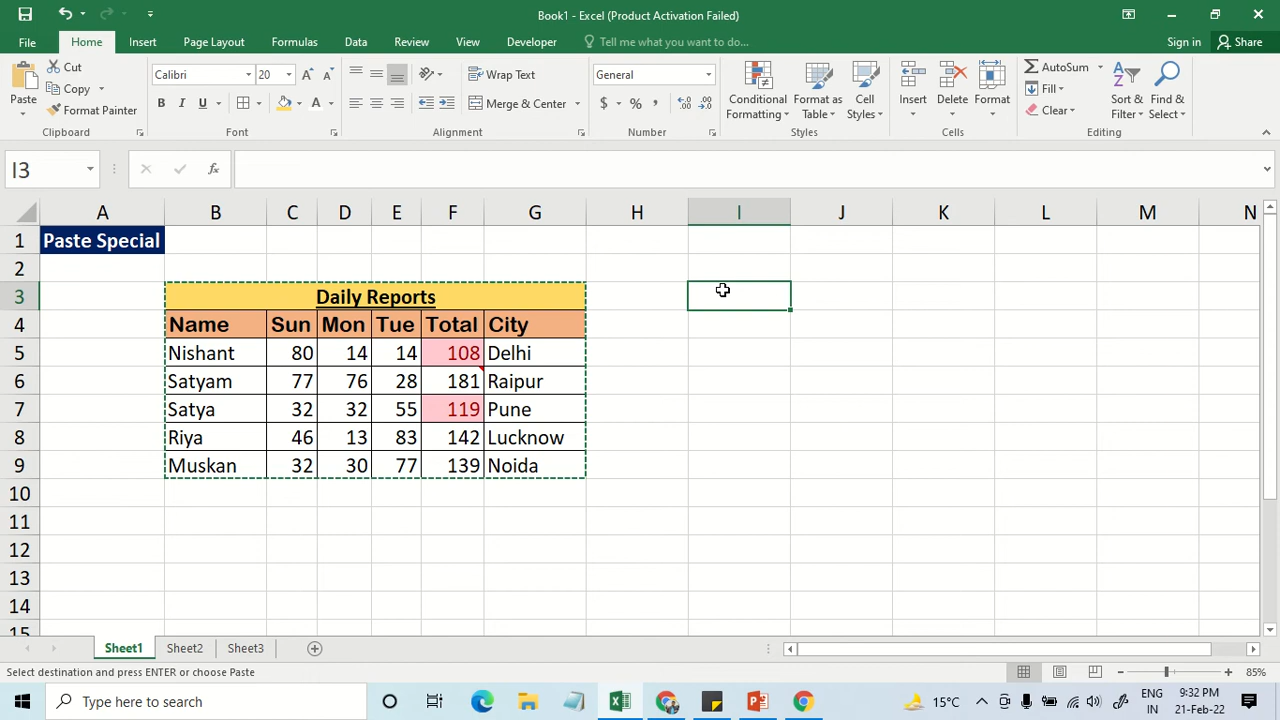 Book1 - Excel (Product Activation Failed)
File Home Insert Page Layout Formulas Data Review View Developer Tell me what you want to do... Sign in Share
Paste Cut Copy Format Painter Clipboard
Calibri 20 A A B I U A Font
Wrap Text Merge & Center Alignment
General $ % , Number
Conditional Formatting Format as Table Cell Styles Styles
Insert Delete Format Cells
AutoSum Fill Clear Sort & Filter Find & Select Editing
I3 fx
A B C D E F G H I J K L M N
1 Paste Special
2
3 Daily Reports
4 Name Sun Mon Tue Total City
5 Nishant 80 14 14 108 Delhi
6 Satyam 77 76 28 181 Raipur
7 Satya 32 32 55 119 Pune
8 Riya 46 13 83 142 Lucknow
9 Muskan 32 30 77 139 Noida
10
11
12
13
14
15
Sheet1 Sheet2 Sheet3
Select destination and press ENTER or choose Paste 85%
Type here to search 15°C ENG IN 9:32 PM 21-Feb-22